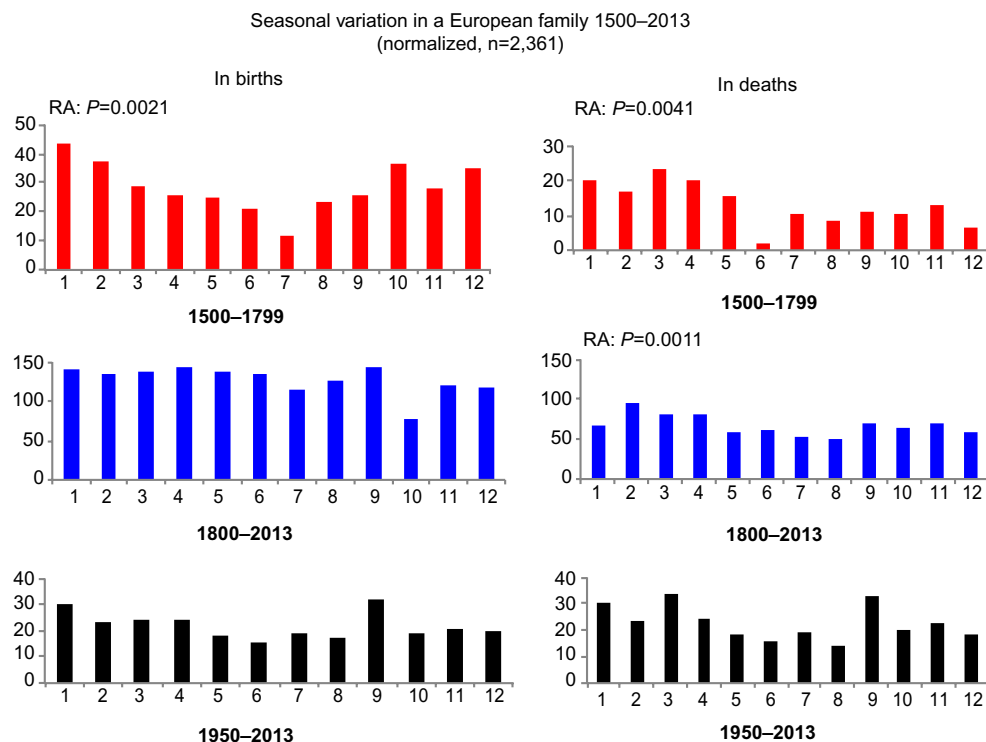 Seasonal variation in a European family 1500–2013
(normalized, n=2,361)
In births
RA: P=0.0021
50
40
30
20
10
0
1 2 3 4 5 6 7 8 9 10 11 12
1500–1799
In deaths
RA: P=0.0041
30
20
10
0
1 2 3 4 5 6 7 8 9 10 11 12
1500–1799
150
100
50
0
1 2 3 4 5 6 7 8 9 10 11 12
1800–2013
RA: P=0.0011
150
100
50
0
1 2 3 4 5 6 7 8 9 10 11 12
1800–2013
40
30
20
10
0
1 2 3 4 5 6 7 8 9 10 11 12
1950–2013
40
30
20
10
0
1 2 3 4 5 6 7 8 9 10 11 12
1950–2013